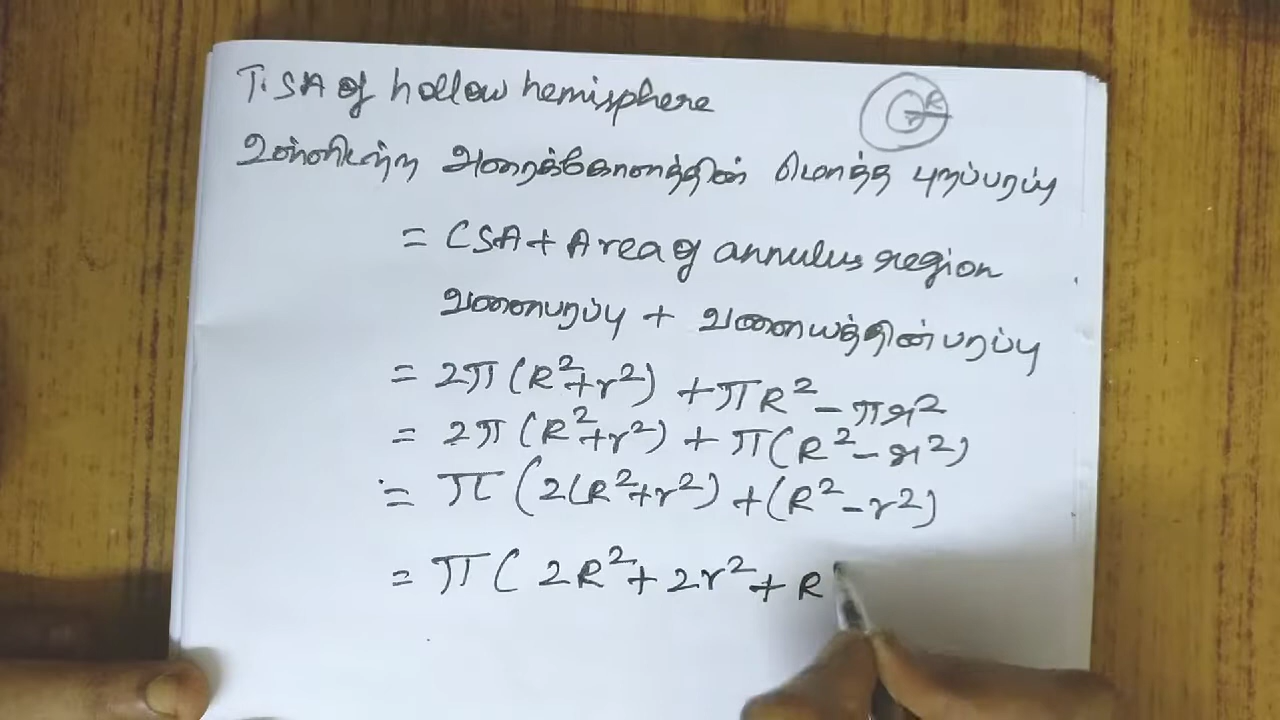 T.SA of hollow hemisphere
R
r
உள்ளீடற்ற அரைக்கோளத்தின் மொத்த புறப்பரப்பு
= CSA + Area of annulus region
வளைபரப்பு + வளையத்தின் பரப்பு
= 2π (R²+r²) + πR² - πr²
= 2π (R²+r²) + π(R²-r²)
= π (2(R²+r²) + (R²-r²)
= π ( 2R² + 2r² + R